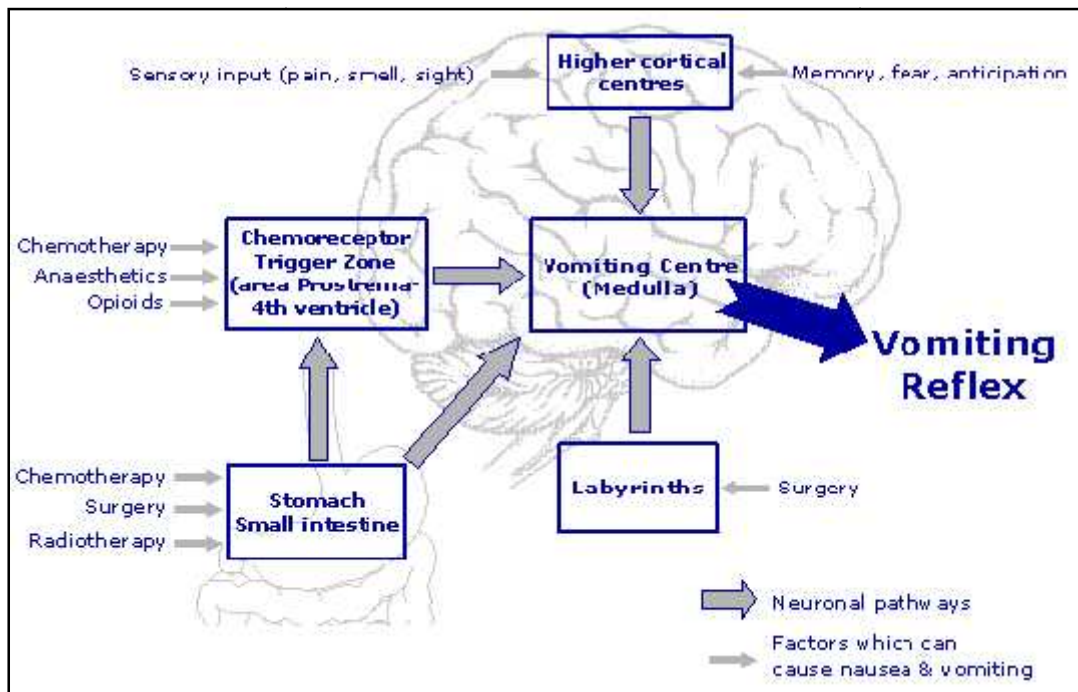 Sensory input (pain, smell, sight)
Higher cortical
centres
Memory, fear, anticipation
Chemotherapy
Anaesthetics
Opioids
Chemoreceptor
Trigger Zone
(area Prostrema-
4th ventricle)
Vomiting Centre
(Medulla)
Vomiting
Reflex
Chemotherapy
Surgery
Radiotherapy
Stomach
Small intestine
Labyrinths
Surgery
Neuronal pathways
Factors which can
cause nausea & vomiting